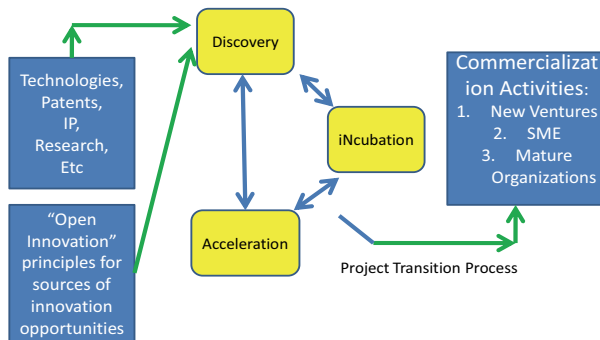 Discovery
Technologies,
Patents,
IP,
Research,
Etc
Commercializat
ion Activities:
1. New Ventures
2. SME
3. Mature
Organizations
iNcubation
"Open
Innovation”
principles for
sources of
innovation
opportunities
Acceleration
Project Transition Process